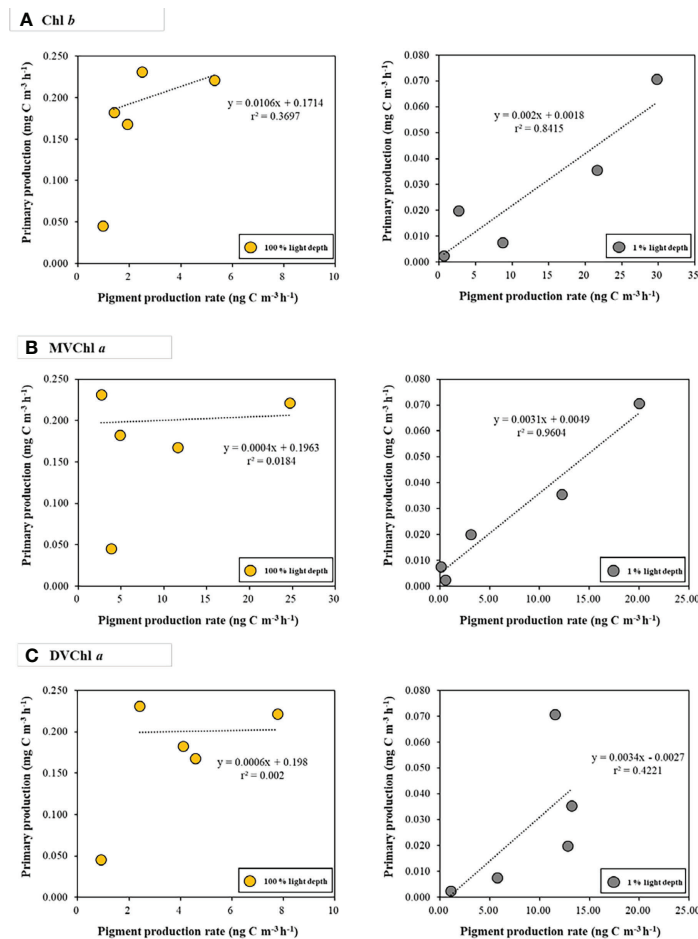 A Chl b
0.250
0.200
0.150
0.100
0.050
0.000
Primary production (mg C m⁻³ h⁻¹)
y = 0.0106x + 0.1714
r² = 0.3697
100 % light depth
0 2 4 6 8 10
Pigment production rate (ng C m⁻³ h⁻¹)
0.080
0.070
0.060
0.050
0.040
0.030
0.020
0.010
0.000
Primary production (mg C m⁻³ h⁻¹)
y = 0.002x + 0.0018
r² = 0.8415
1 % light depth
0 5 10 15 20 25 30 35
Pigment production rate (ng C m⁻³ h⁻¹)
B MVChl a
0.250
0.200
0.150
0.100
0.050
0.000
Primary production (mg C m⁻³ h⁻¹)
y = 0.0004x + 0.1963
r² = 0.0184
100 % light depth
0 5 10 15 20 25 30
Pigment production rate (ng C m⁻³ h⁻¹)
0.080
0.070
0.060
0.050
0.040
0.030
0.020
0.010
0.000
Primary production (mg C m⁻³ h⁻¹)
y = 0.0031x + 0.0049
r² = 0.9604
1 % light depth
0.00 5.00 10.00 15.00 20.00 25.00
Pigment production rate (ng C m⁻³ h⁻¹)
C DVChl a
0.250
0.200
0.150
0.100
0.050
0.000
Primary production (mg C m⁻³ h⁻¹)
y = 0.0006x + 0.198
r² = 0.002
100 % light depth
0 2 4 6 8 10
Pigment production rate (ng C m⁻³ h⁻¹)
0.080
0.070
0.060
0.050
0.040
0.030
0.020
0.010
0.000
Primary production (mg C m⁻³ h⁻¹)
y = 0.0034x - 0.0027
r² = 0.4221
1 % light depth
0.00 5.00 10.00 15.00 20.00 25.00
Pigment production rate (ng C m⁻³ h⁻¹)